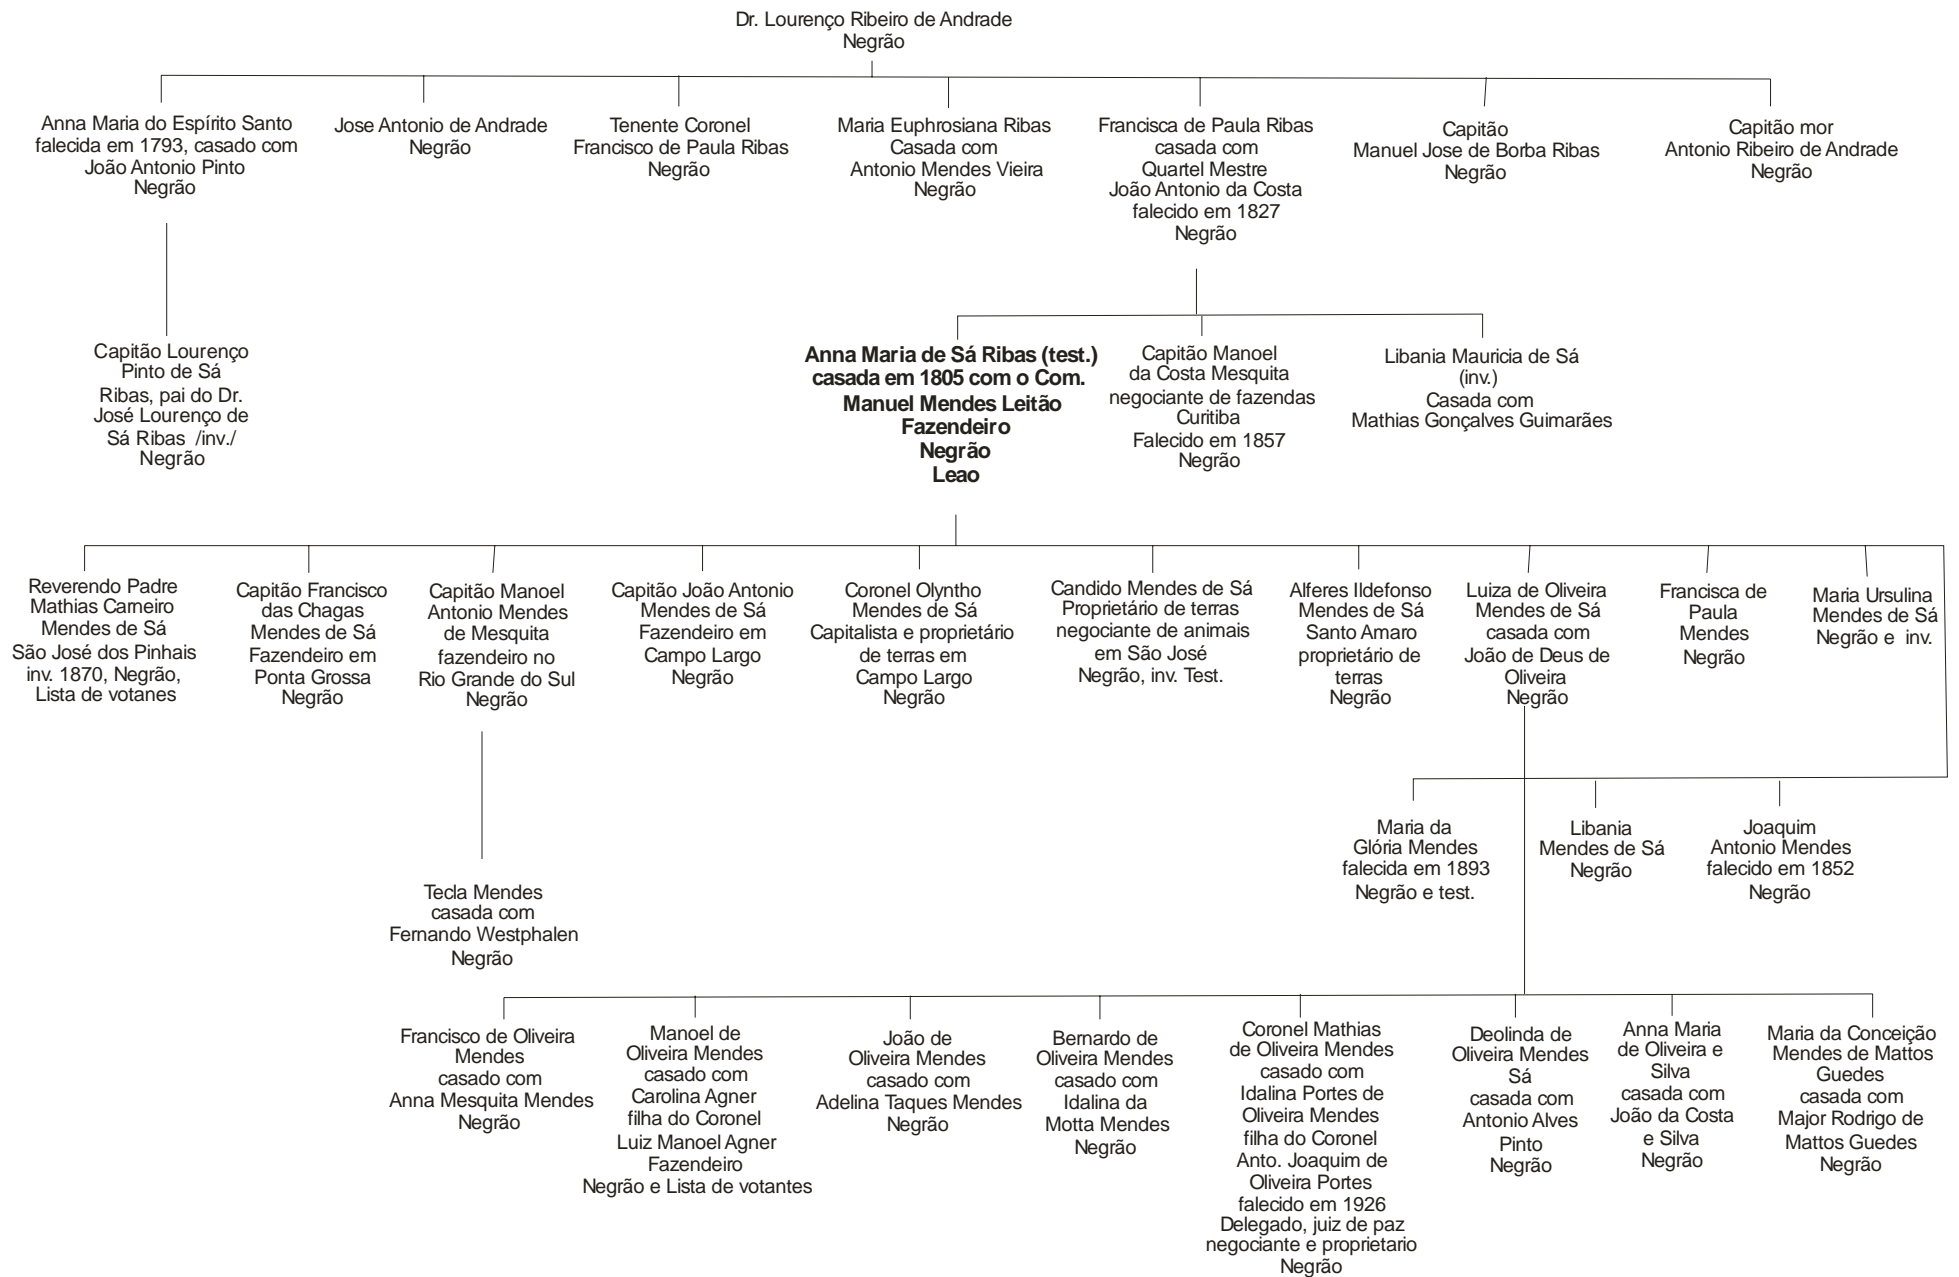 Dr. Lourenço Ribeiro de Andrade
Negrão
Anna Maria do Espírito Santo
falecida em 1793, casado com
João Antonio Pinto
Negrão
Jose Antonio de Andrade
Negrão
Tenente Coronel
Francisco de Paula Ribas
Negrão
Maria Euphrosiana Ribas
Casada com
Antonio Mendes Vieira
Negrão
Francisca de Paula Ribas
casada com
Quartel Mestre
João Antonio da Costa
falecido em 1827
Negrão
Capitão
Manuel Jose de Borba Ribas
Negrão
Capitão mor
Antonio Ribeiro de Andrade
Negrão
Capitão Lourenço
Pinto de Sá
Ribas, pai do Dr.
José Lourenço de
Sá Ribas /inv./
Negrão
Anna Maria de Sá Ribas (test.)
casada em 1805 com o Com.
Manuel Mendes Leitão
Fazendeiro
Negrão
Leao
Capitão Manoel
da Costa Mesquita
negociante de fazendas
Curitiba
Falecido em 1857
Negrão
Libania Mauricia de Sá
(inv.)
Casada com
Mathias Gonçalves Guimarães
Reverendo Padre
Mathias Carneiro
Mendes de Sá
São José dos Pinhais
inv. 1870, Negrão,
Lista de votanes
Capitão Francisco
das Chagas
Mendes de Sá
Fazendeiro em
Ponta Grossa
Negrão
Capitão Manoel
Antonio Mendes
de Mesquita
fazendeiro no
Rio Grande do Sul
Negrão
Capitão João Antonio
Mendes de Sá
Fazendeiro em
Campo Largo
Negrão
Coronel Olyntho
Mendes de Sá
Capitalista e proprietário
de terras em
Campo Largo
Negrão
Candido Mendes de Sá
Proprietário de terras
negociante de animais
em São José
Negrão, inv. Test.
Alferes Ildefonso
Mendes de Sá
Santo Amaro
proprietário de
terras
Negrão
Luiza de Oliveira
Mendes de Sá
casada com
João de Deus de
Oliveira
Negrão
Francisca de
Paula
Mendes
Negrão
Maria Ursulina
Mendes de Sá
Negrão e inv.
Maria da
Glória Mendes
falecida em 1893
Negrão e test.
Libania
Mendes de Sá
Negrão
Joaquim
Antonio Mendes
falecido em 1852
Negrão
Tecla Mendes
casada com
Fernando Westphalen
Negrão
Francisco de Oliveira
Mendes
casado com
Anna Mesquita Mendes
Negrão
Manoel de
Oliveira Mendes
casado com
Carolina Agner
filha do Coronel
Luiz Manoel Agner
Fazendeiro
Negrão e Lista de votantes
João de
Oliveira Mendes
casado com
Adelina Taques Mendes
Negrão
Bernardo de
Oliveira Mendes
casado com
Idalina da
Motta Mendes
Negrão
Coronel Mathias
de Oliveira Mendes
casado com
Idalina Portes de
Oliveira Mendes
filha do Coronel
Anto. Joaquim de
Oliveira Portes
falecido em 1926
Delegado, juiz de paz
negociante e proprietario
Negrão
Deolinda de
Oliveira Mendes
Sá
casada com
Antonio Alves
Pinto
Negrão
Anna Maria
de Oliveira e
Silva
casada com
João da Costa
e Silva
Negrão
Maria da Conceição
Mendes de Mattos
Guedes
casada com
Major Rodrigo de
Mattos Guedes
Negrão